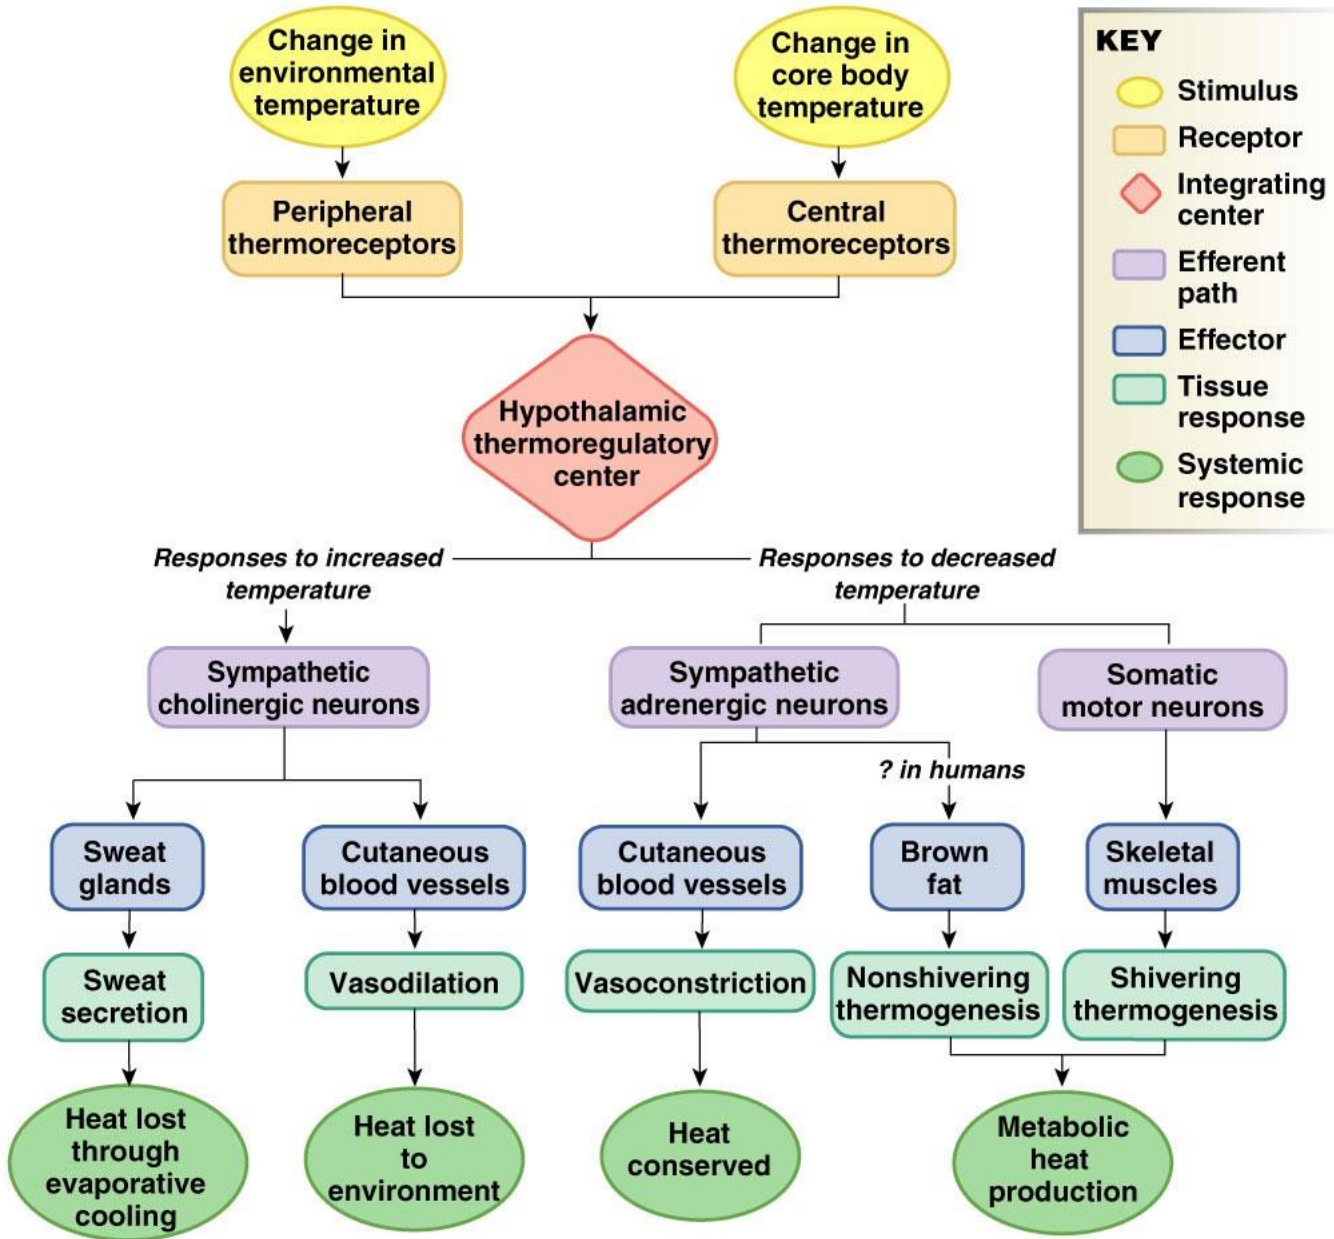 Change in
environmental
temperature
Change in
core body
temperature
KEY
Stimulus
Receptor
Integrating
center
Efferent
path
Effector
Tissue
response
Systemic
response
Peripheral
thermoreceptors
Central
thermoreceptors
Hypothalamic
thermoregulatory
center
Responses to increased
temperature
Responses to decreased
temperature
Sympathetic
cholinergic neurons
Sympathetic
adrenergic neurons
Somatic
motor neurons
? in humans
Sweat
glands
Cutaneous
blood vessels
Cutaneous
blood vessels
Brown
fat
Skeletal
muscles
Sweat
secretion
Vasodilation
Vasoconstriction
Nonshivering
thermogenesis
Shivering
thermogenesis
Heat lost
through
evaporative
cooling
Heat lost
to
environment
Heat
conserved
Metabolic
heat
production